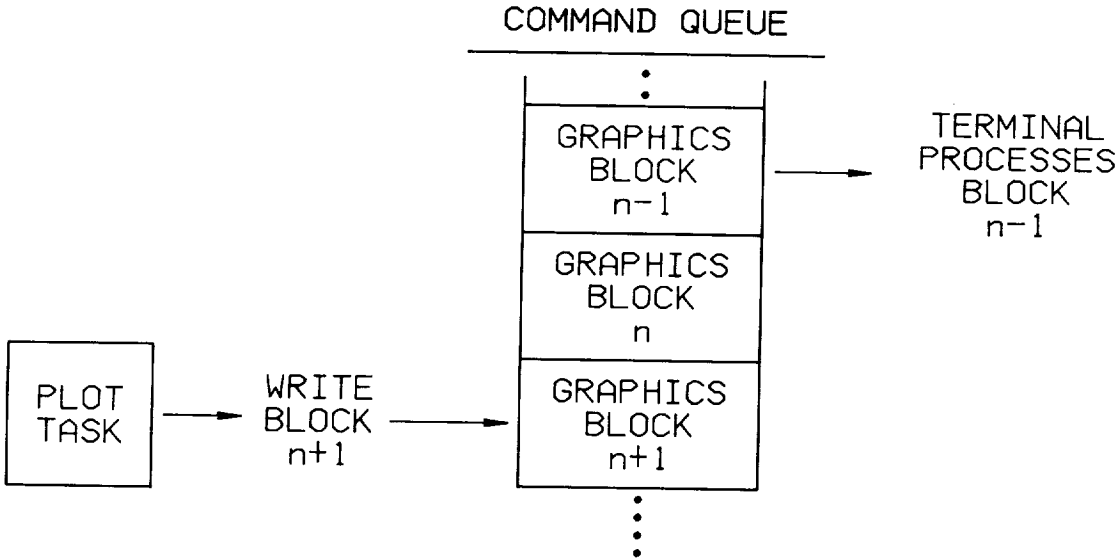 COMMAND QUEUE
GRAPHICS
BLOCK
n-1
TERMINAL
PROCESSES
BLOCK
n-1
GRAPHICS
BLOCK
n
PLOT
TASK
WRITE
BLOCK
n+1
GRAPHICS
BLOCK
n+1